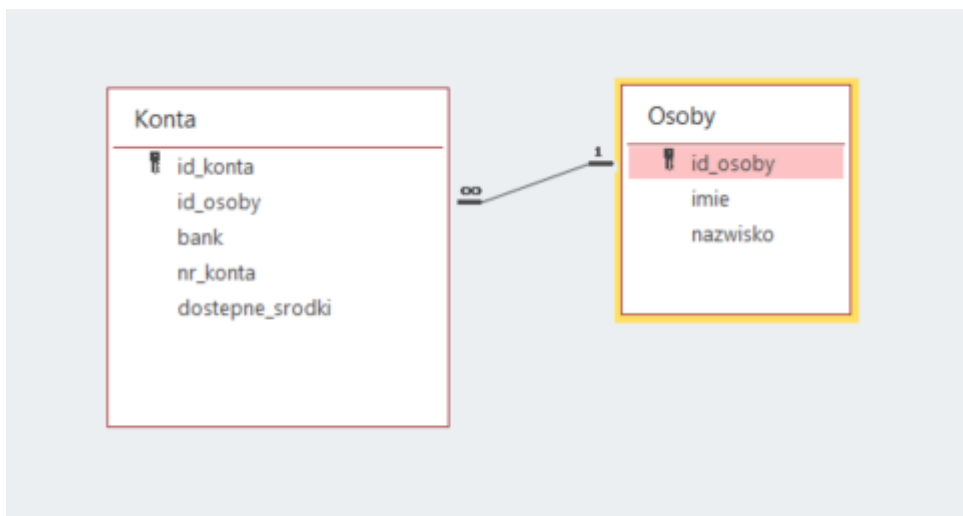 Konta
id_konta
id_osoby
bank
nr_konta
dostepne_srodki
∞
1
Osoby
id_osoby
imie
nazwisko